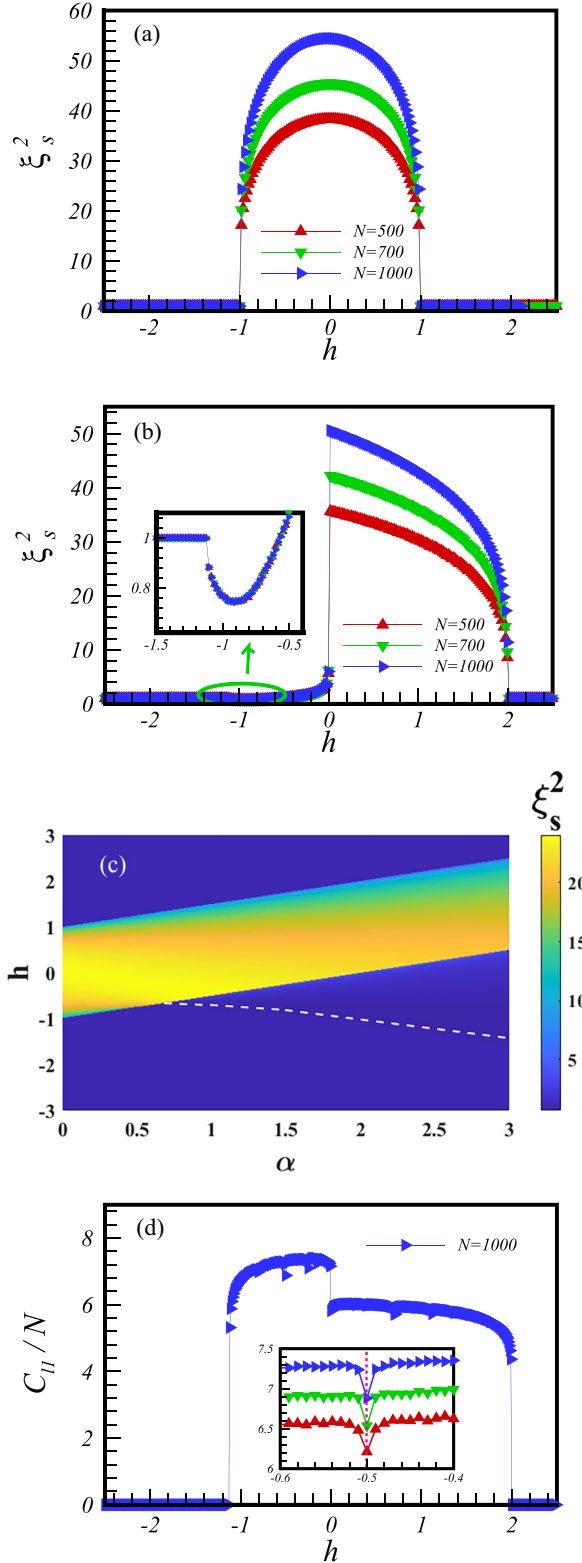 (a)
60
50
40
30
20
10
0
ξ²ₛ
N=500
N=700
N=1000
-2 -1 0 1 2
h
(b)
50
40
30
20
10
0
ξ²ₛ
1
0.8
-1.5 -1 -0.5
N=500
N=700
N=1000
-2 -1 0 1 2
h
(c)
ξ²ₛ
3
2
1
0
-1
-2
-3
h
20
15
10
5
0 0.5 1 1.5 2 2.5 3
α
(d)
8
6
4
2
0
C_{l1}/N
N=1000
7.5
7
6.5
6
-0.6 -0.5 -0.4
-2 -1 0 1 2
h